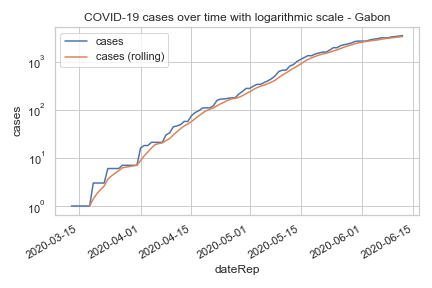 COVID-19 cases over time with logarithmic scale - Gabon
cases
cases (rolling)
10³
10²
10¹
10⁰
cases
2020-03-15
2020-04-01
2020-04-15
2020-05-01
2020-05-15
2020-06-01
2020-06-15
dateRep